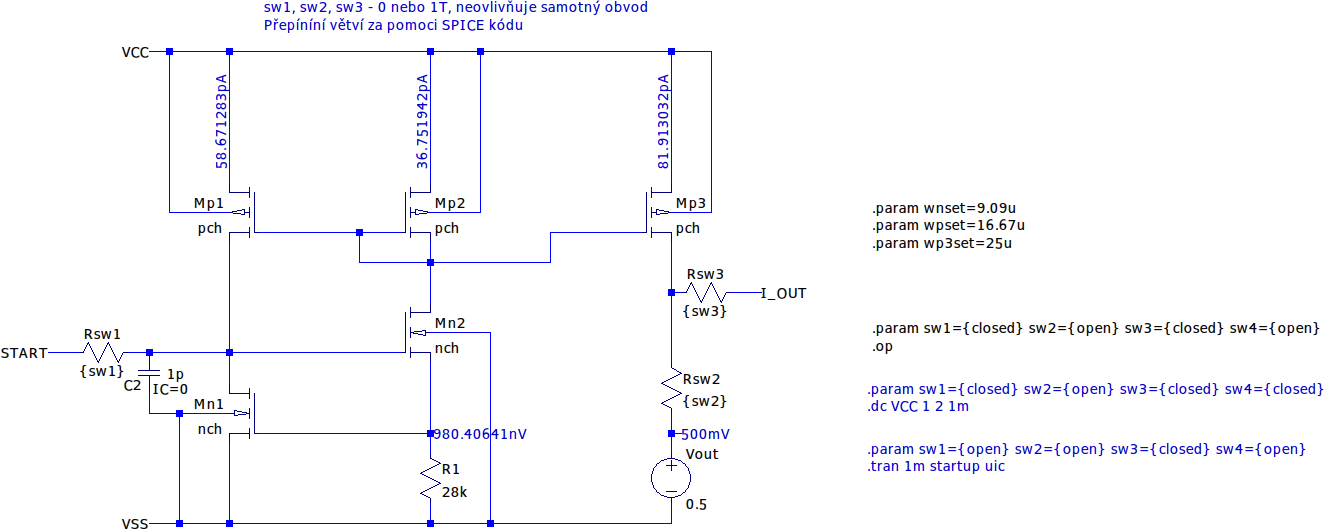 sw1, sw2, sw3 - 0 nebo 1T, neovlivňuje samotný obvod
Přepíníní větví za pomoci SPICE kódu
VCC
58.671283pA
36.751942pA
81.913032pA
Mp1
pch
Mp2
pch
Mp3
pch
.param wnset=9.09u
.param wpset=16.67u
.param wp3set=25u
Rsw3
{sw3}
I_OUT
Mn2
nch
START
Rsw1
{sw1}
C2
1p
IC=0
Mn1
nch
Rsw2
{sw2}
.param sw1={closed} sw2={open} sw3={closed} sw4={open}
.op
.param sw1={closed} sw2={open} sw3={closed} sw4={closed}
.dc VCC 1 2 1m
.param sw1={open} sw2={open} sw3={closed} sw4={open}
.tran 1m startup uic
980.40641nV
500mV
Vout
0.5
R1
28k
VSS